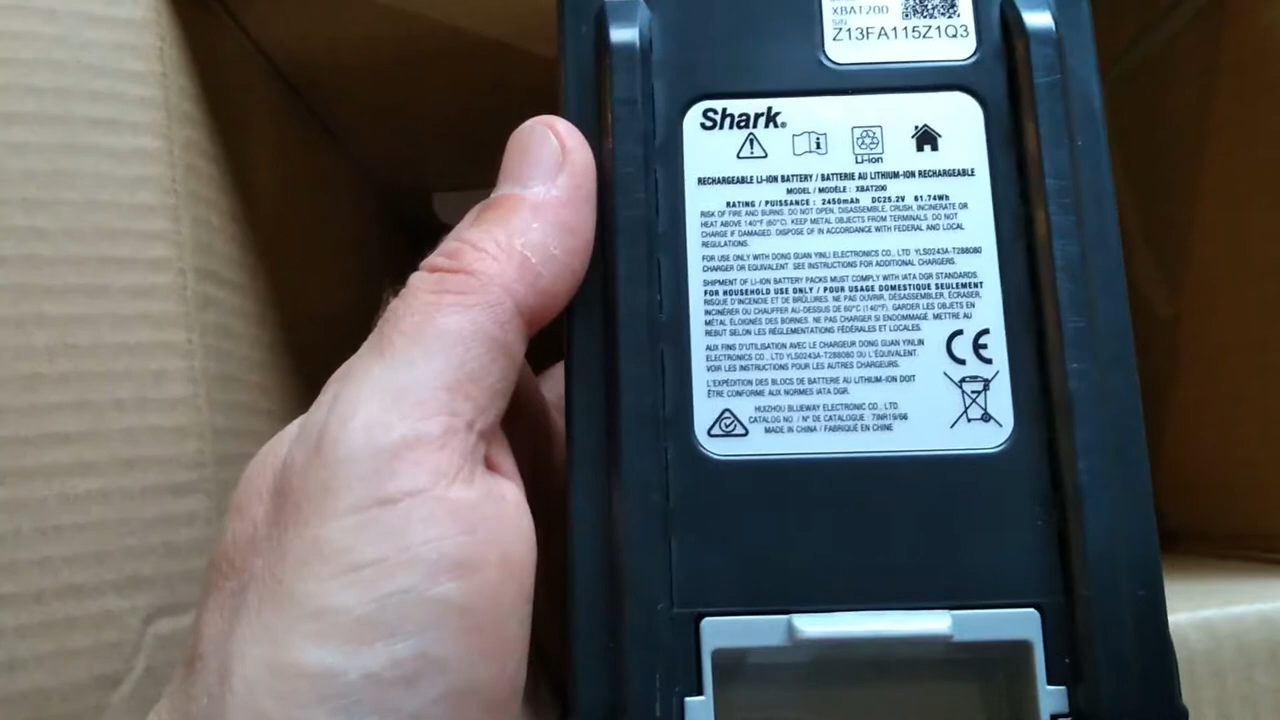 XBAT200
S/N
Z13FA115Z1Q3
Shark®
Li-ion
RECHARGEABLE LI-ION BATTERY / BATTERIE AU LITHIUM-ION RECHARGEABLE
MODEL / MODÈLE : XBAT200
RATING / PUISSANCE : 2450mAh DC25.2V 61.74Wh
RISK OF FIRE AND BURNS. DO NOT OPEN, DISASSEMBLE, CRUSH, INCINERATE OR
HEAT ABOVE 140°F (60°C). KEEP METAL OBJECTS FROM TERMINALS. DO NOT
CHARGE IF DAMAGED. DISPOSE OF IN ACCORDANCE WITH FEDERAL AND LOCAL
REGULATIONS.
FOR USE ONLY WITH DONG GUAN YINLI ELECTRONICS CO., LTD YLS0243A-T288080
CHARGER OR EQUIVALENT. SEE INSTRUCTIONS FOR ADDITIONAL CHARGERS.
SHIPMENT OF LI-ION BATTERY PACKS MUST COMPLY WITH IATA DGR STANDARDS.
FOR HOUSEHOLD USE ONLY / POUR USAGE DOMESTIQUE SEULEMENT
RISQUE D'INCENDIE ET DE BRÛLURES. NE PAS OUVRIR, DÉSASSEMBLER, ÉCRASER,
INCINÉRER OU CHAUFFER AU-DESSUS DE 60°C (140°F). GARDER LES OBJETS EN
MÉTAL ÉLOIGNÉS DES BORNES. NE PAS CHARGER SI ENDOMMAGÉ. METTRE AU
REBUT SELON LES RÉGLEMENTATIONS FÉDÉRALES ET LOCALES.
AUX FINS D'UTILISATION AVEC LE CHARGEUR DONG GUAN YINLIN
ELECTRONICS CO., LTD YLS0243A-T288080 OU L'ÉQUIVALENT.
VOIR LES INSTRUCTIONS POUR LES AUTRES CHARGEURS.
L'EXPÉDITION DES BLOCS DE BATTERIE AU LITHIUM-ION DOIT
ÊTRE CONFORME AUX NORMES IATA DGR.
CE
HUIZHOU BLUEWAY ELECTRONIC CO., LTD.
CATALOG NO. / N° DE CATALOGUE : 7INR19/66
MADE IN CHINA / FABRIQUÉ EN CHINE